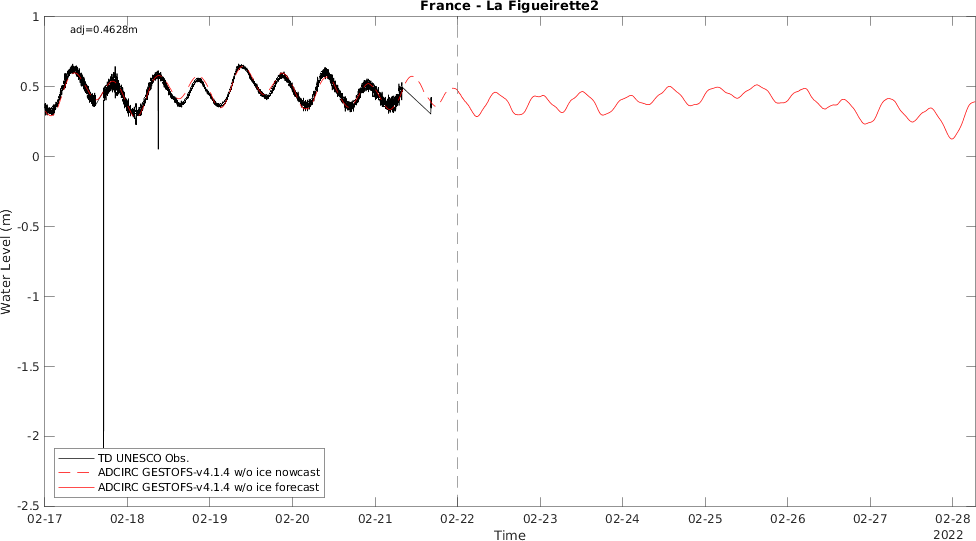 France - La Figueirette2
adj=0.4628m
1
0.5
0
-0.5
-1
-1.5
-2
-2.5
Water Level (m)
TD UNESCO Obs.
ADCIRC GESTOFS-v4.1.4 w/o ice nowcast
ADCIRC GESTOFS-v4.1.4 w/o ice forecast
02-17 02-18 02-19 02-20 02-21 02-22 02-23 02-24 02-25 02-26 02-27 02-28
Time
2022